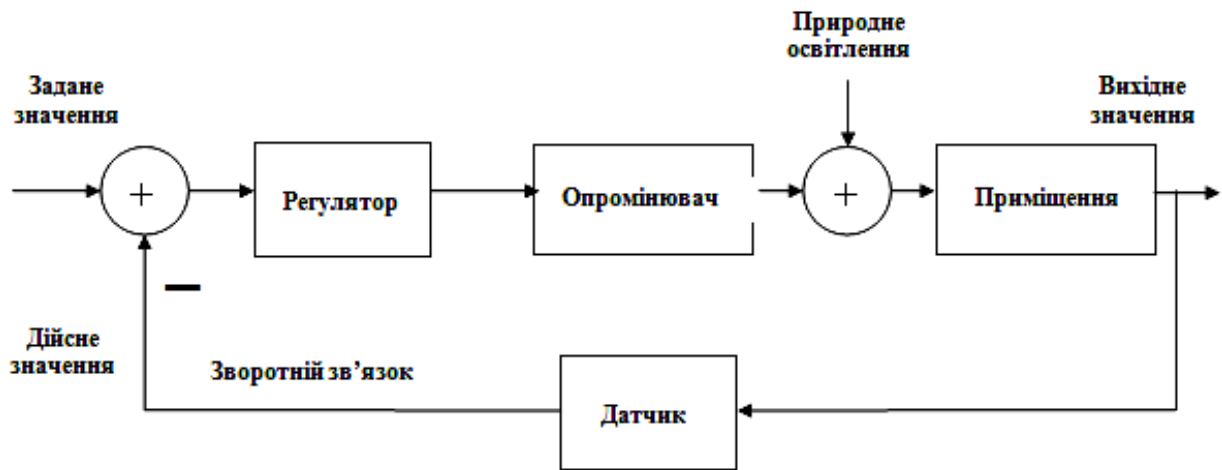 Природне
освітлення
Задане
значення
Вихідне
значення
+
Регулятор
Опромінювач
+
Приміщення
–
Дійсне
значення
Зворотній зв’язок
Датчик